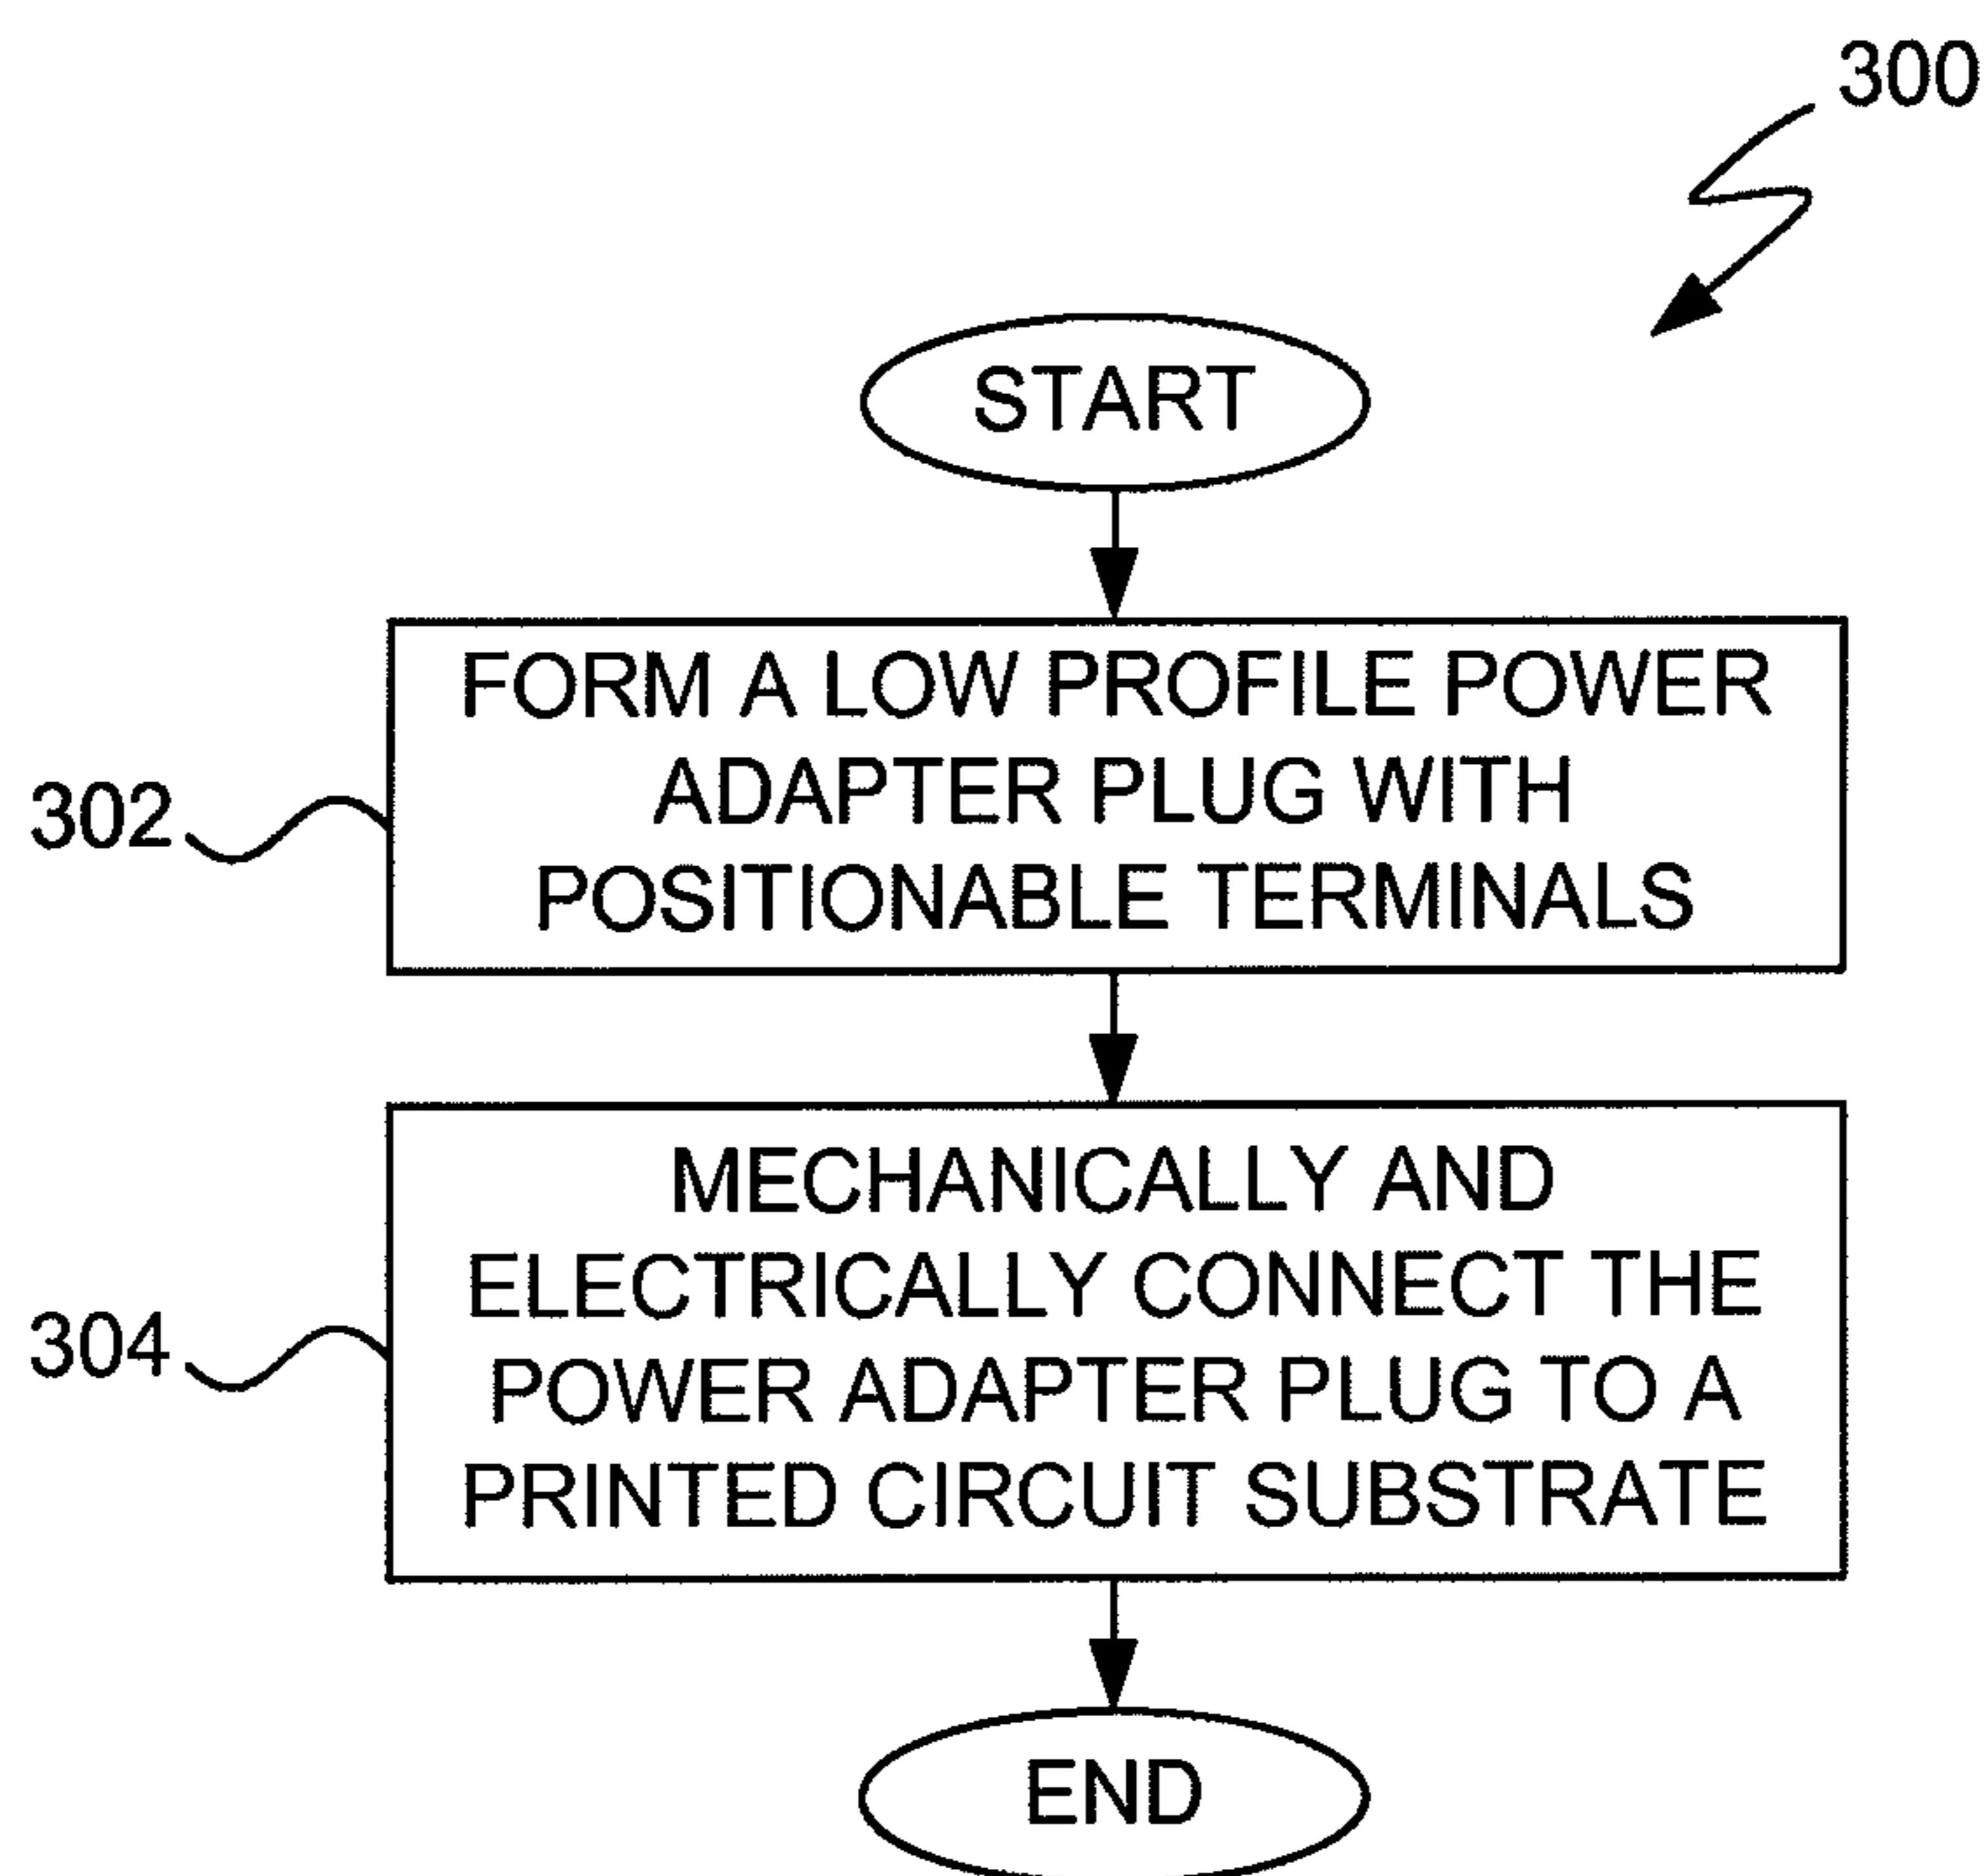 300
START
FORM A LOW PROFILE POWER
ADAPTER PLUG WITH
POSITIONABLE TERMINALS
302
MECHANICALLY AND
ELECTRICALLY CONNECT THE
POWER ADAPTER PLUG TO A
PRINTED CIRCUIT SUBSTRATE
304
END